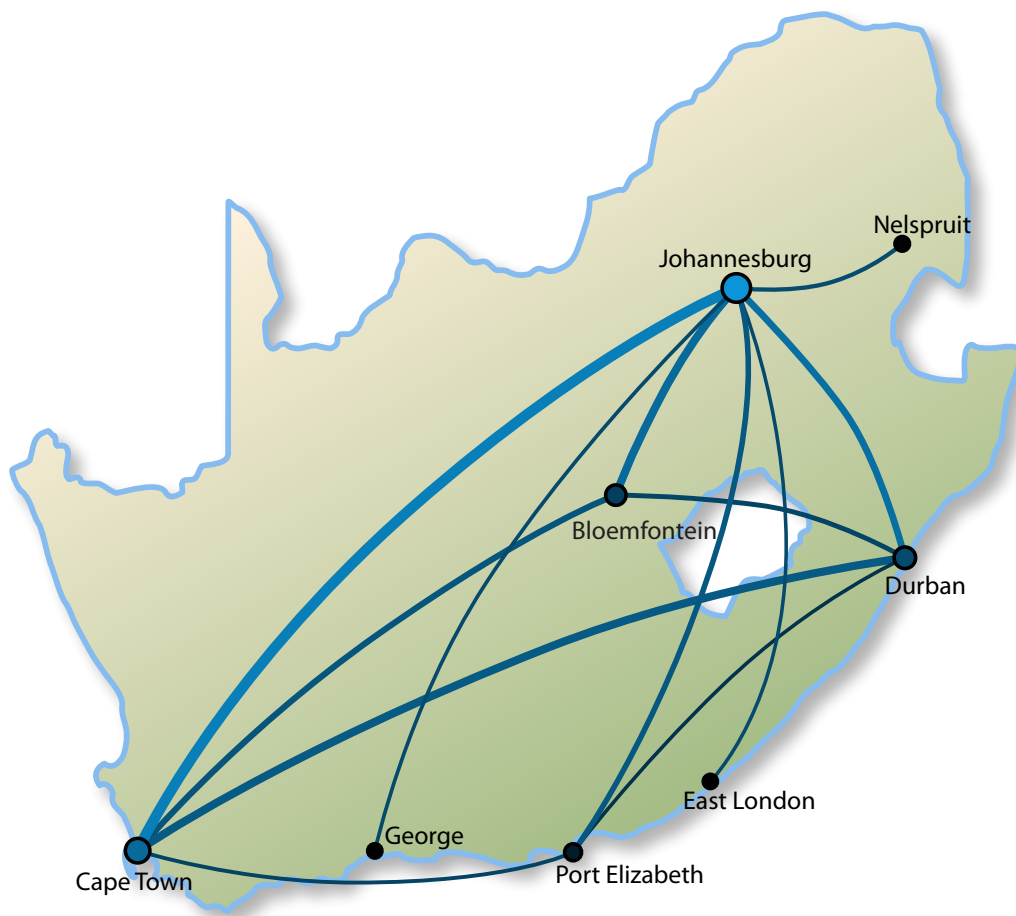 Nelspruit
Johannesburg
Bloemfontein
Durban
East London
George
Port Elizabeth
Cape Town